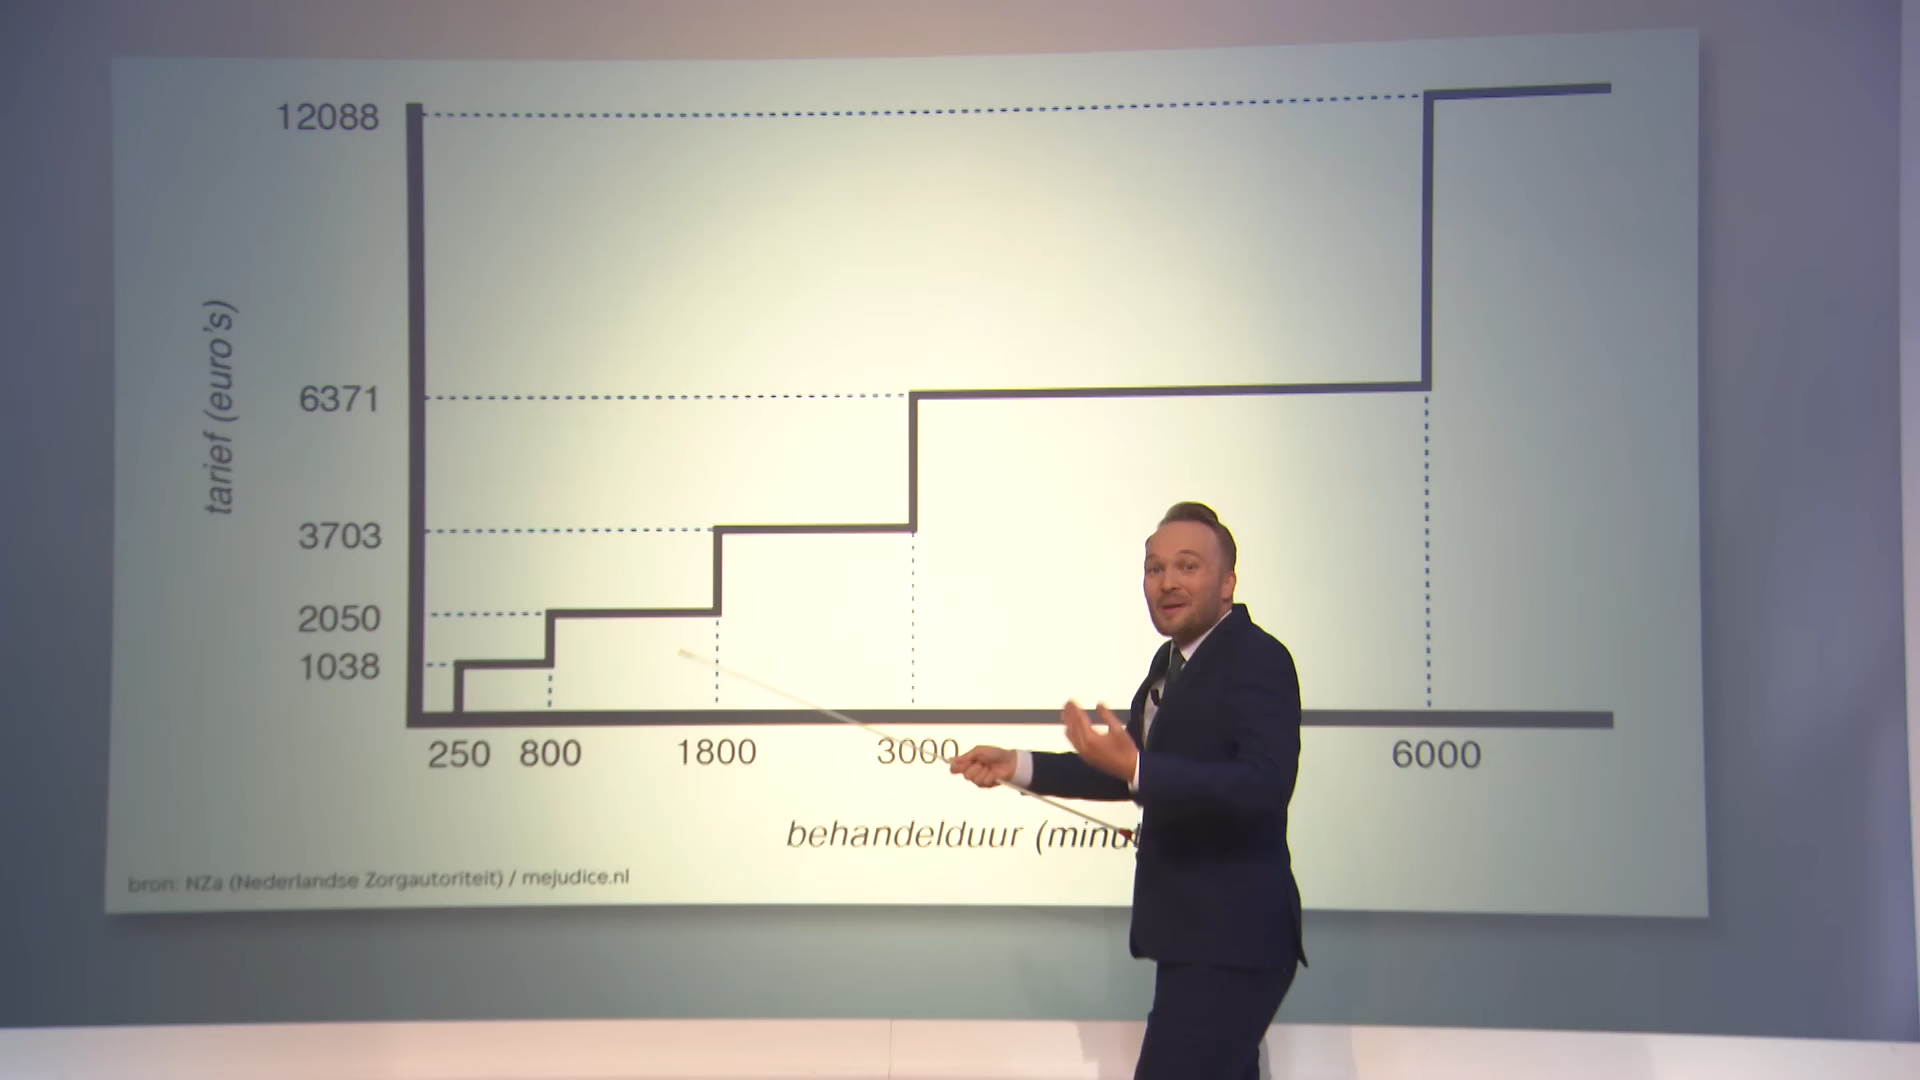 12088
6371
3703
2050
1038
tarief (euro's)
250 800 1800 3000 6000
behandelduur (minut
bron: NZa (Nederlandse Zorgautoriteit) / mejudice.nl